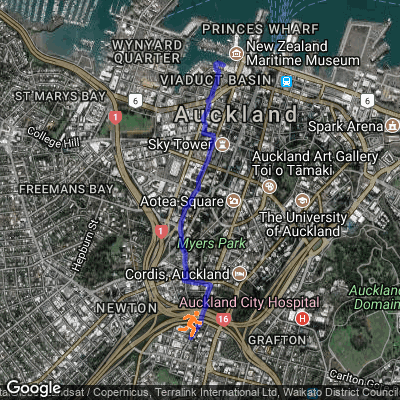 PRINCES WHARF
WYNYARD
QUARTER
New Zealand
Maritime Museum
VIADUCT BASIN
ST MARYS BAY
6
6
1
Auckland
College Hill
Spark Arena
Sky Tower
Auckland Art Gallery
Toi o Tāmaki
FREEMANS BAY
Aotea Square
The University
of Auckland
Hepburn St
1
Myers Park
Cordis, Auckland
Auckland
Domain
NEWTON
Auckland City Hospital
16
H
GRAFTON
Carlton Gore
Google
Landsat / Copernicus, Terralink International Ltd, Waikato District Council